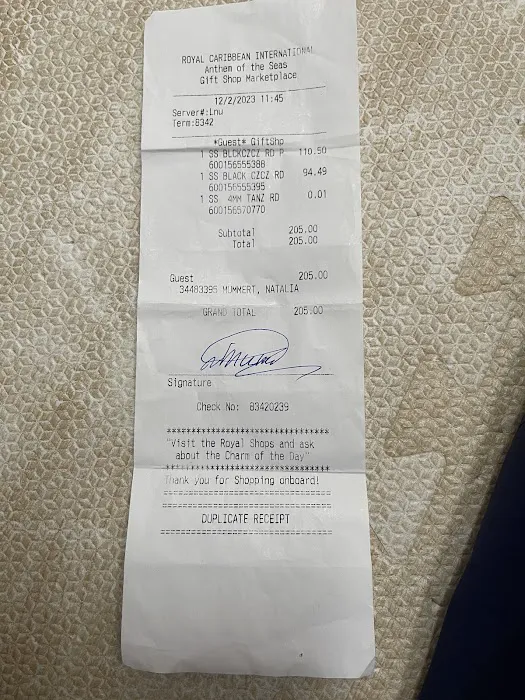 ROYAL CARIBBEAN INTERNATIONAL
Anthem of the Seas
Gift Shop Marketplace
12/2/2023 11:45
Server#:Lnu
Term:8342
*Guest* GiftShp
1 SS BLCKCZCZ RD P 110.50
600156555388
1 SS BLACK CZCZ RD 94.49
600156555395
1 SS 4MM TANZ RD 0.01
600156570770
Subtotal 205.00
Total 205.00
Guest 205.00
34483395 MUMMERT, NATALIA
GRAND TOTAL 205.00
Signature
Check No: 83420239
******************************
"Visit the Royal Shops and ask
about the Charm of the Day"
******************************
Thank you for Shopping onboard!
==============================
==============================
DUPLICATE RECEIPT
==============================